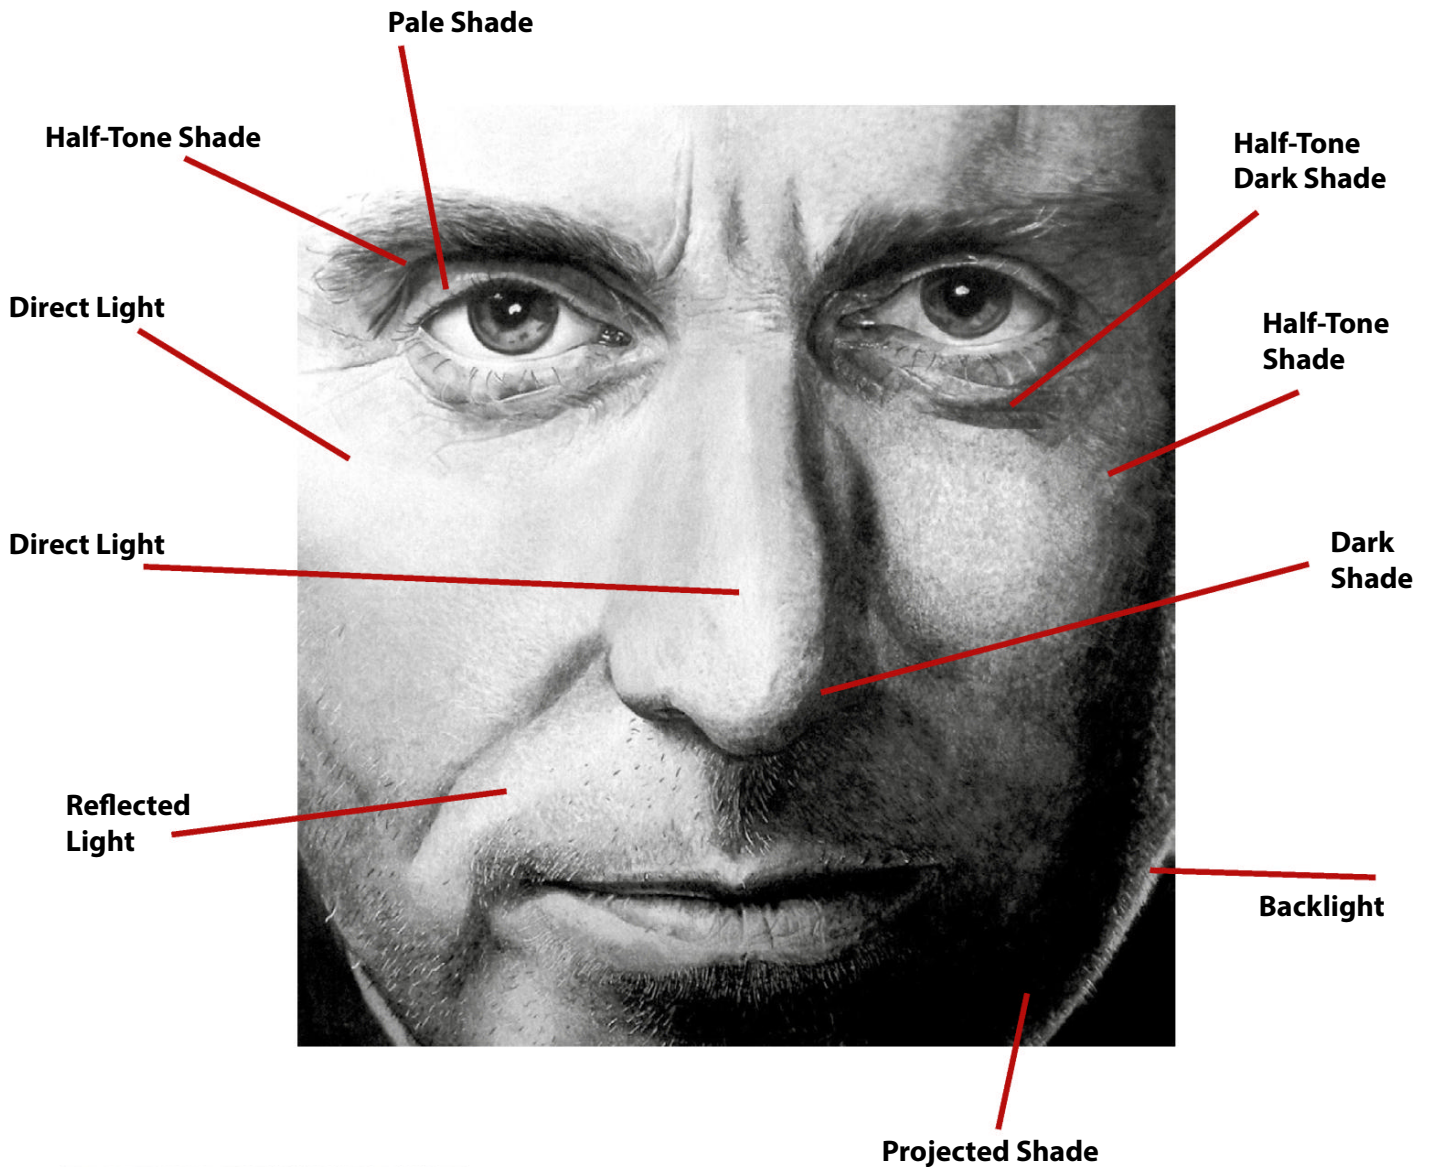 Pale Shade
Half-Tone Shade
Half-Tone
Dark Shade
Direct Light
Half-Tone
Shade
Direct Light
Dark
Shade
Reflected
Light
Backlight
Projected Shade